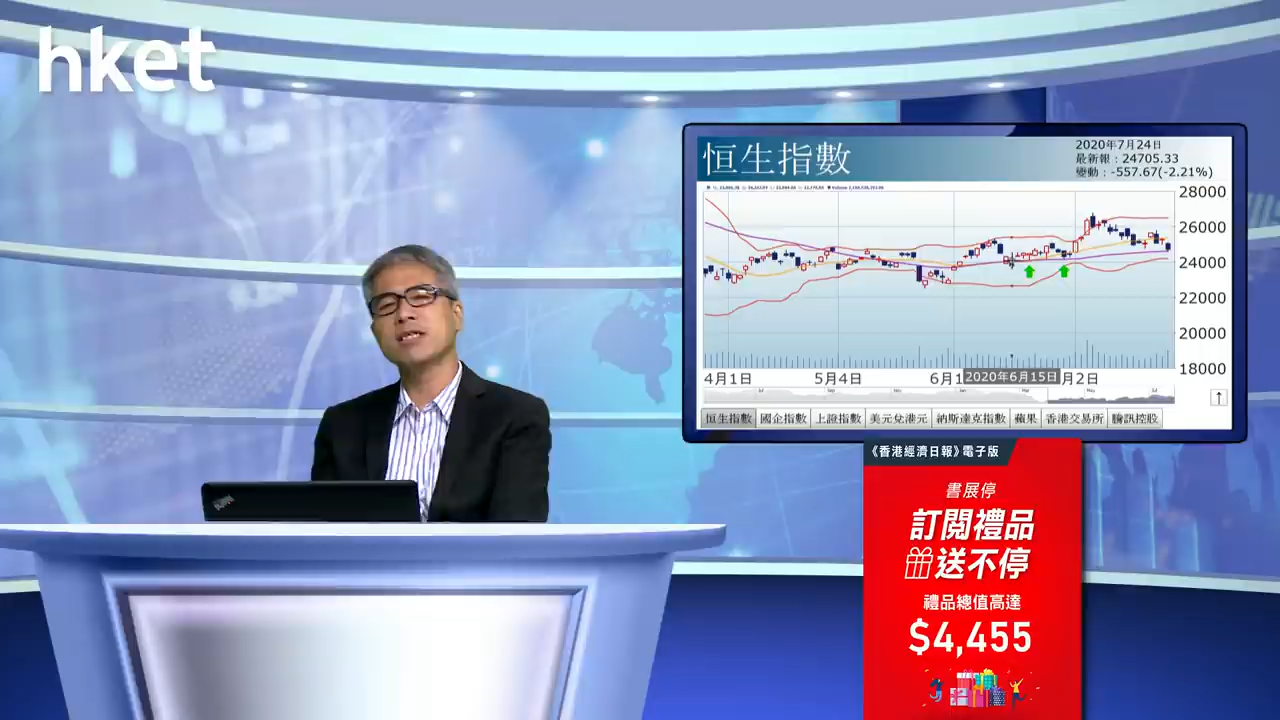 hket
恒生指數
2020年7月24日
最新報：24705.33
變動：-557.67(-2.21%)
28000
26000
24000
22000
20000
18000
4月1日
5月4日
6月1
2020年6月15日
月2日
恒生指數
國企指數
上證指數
美元兌港元
納斯達克指數
蘋果
香港交易所
騰訊控股
《香港經濟日報》電子版
書展停
訂閱禮品
送不停
禮品總值高達
$4,455